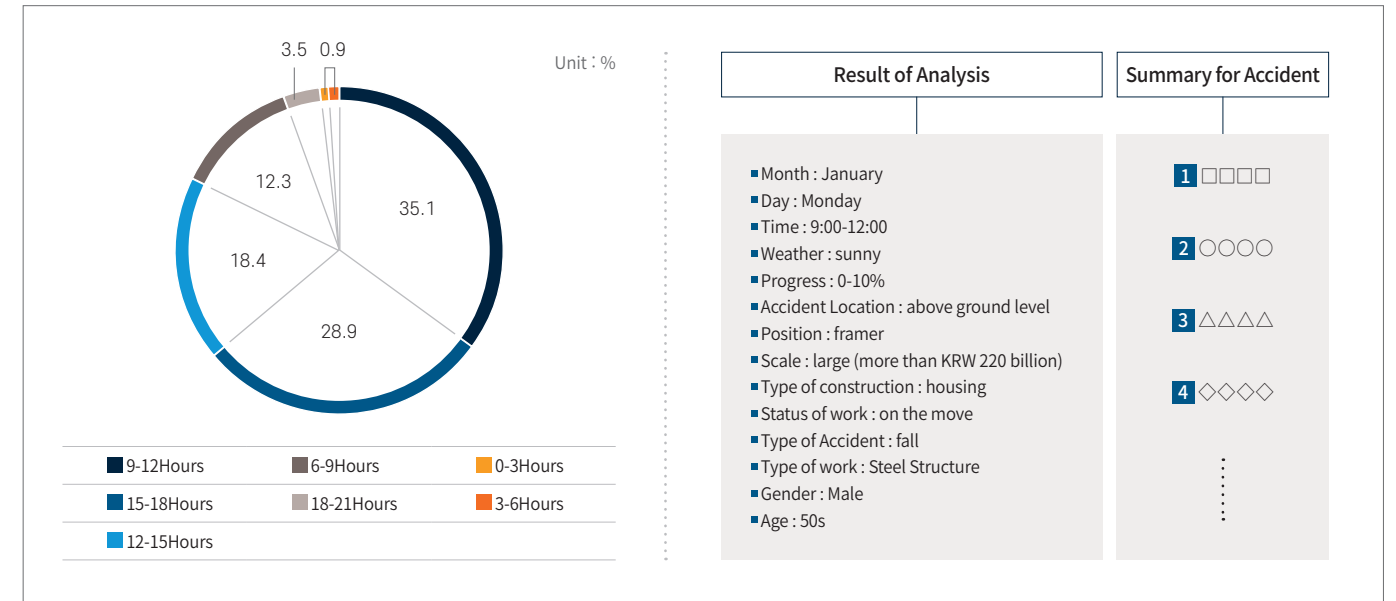 3.5 0.9
Unit : %
35.1
12.3
18.4
28.9
9-12Hours
6-9Hours
0-3Hours
15-18Hours
18-21Hours
3-6Hours
12-15Hours
Result of Analysis
Month : January
Day : Monday
Time : 9:00-12:00
Weather : sunny
Progress : 0-10%
Accident Location : above ground level
Position : framer
Scale : large (more than KRW 220 billion)
Type of construction : housing
Status of work : on the move
Type of Accident : fall
Type of work : Steel Structure
Gender : Male
Age : 50s
Summary for Accident
1 □□□□
2 ○○○○
3 △△△△
4 ◇◇◇◇